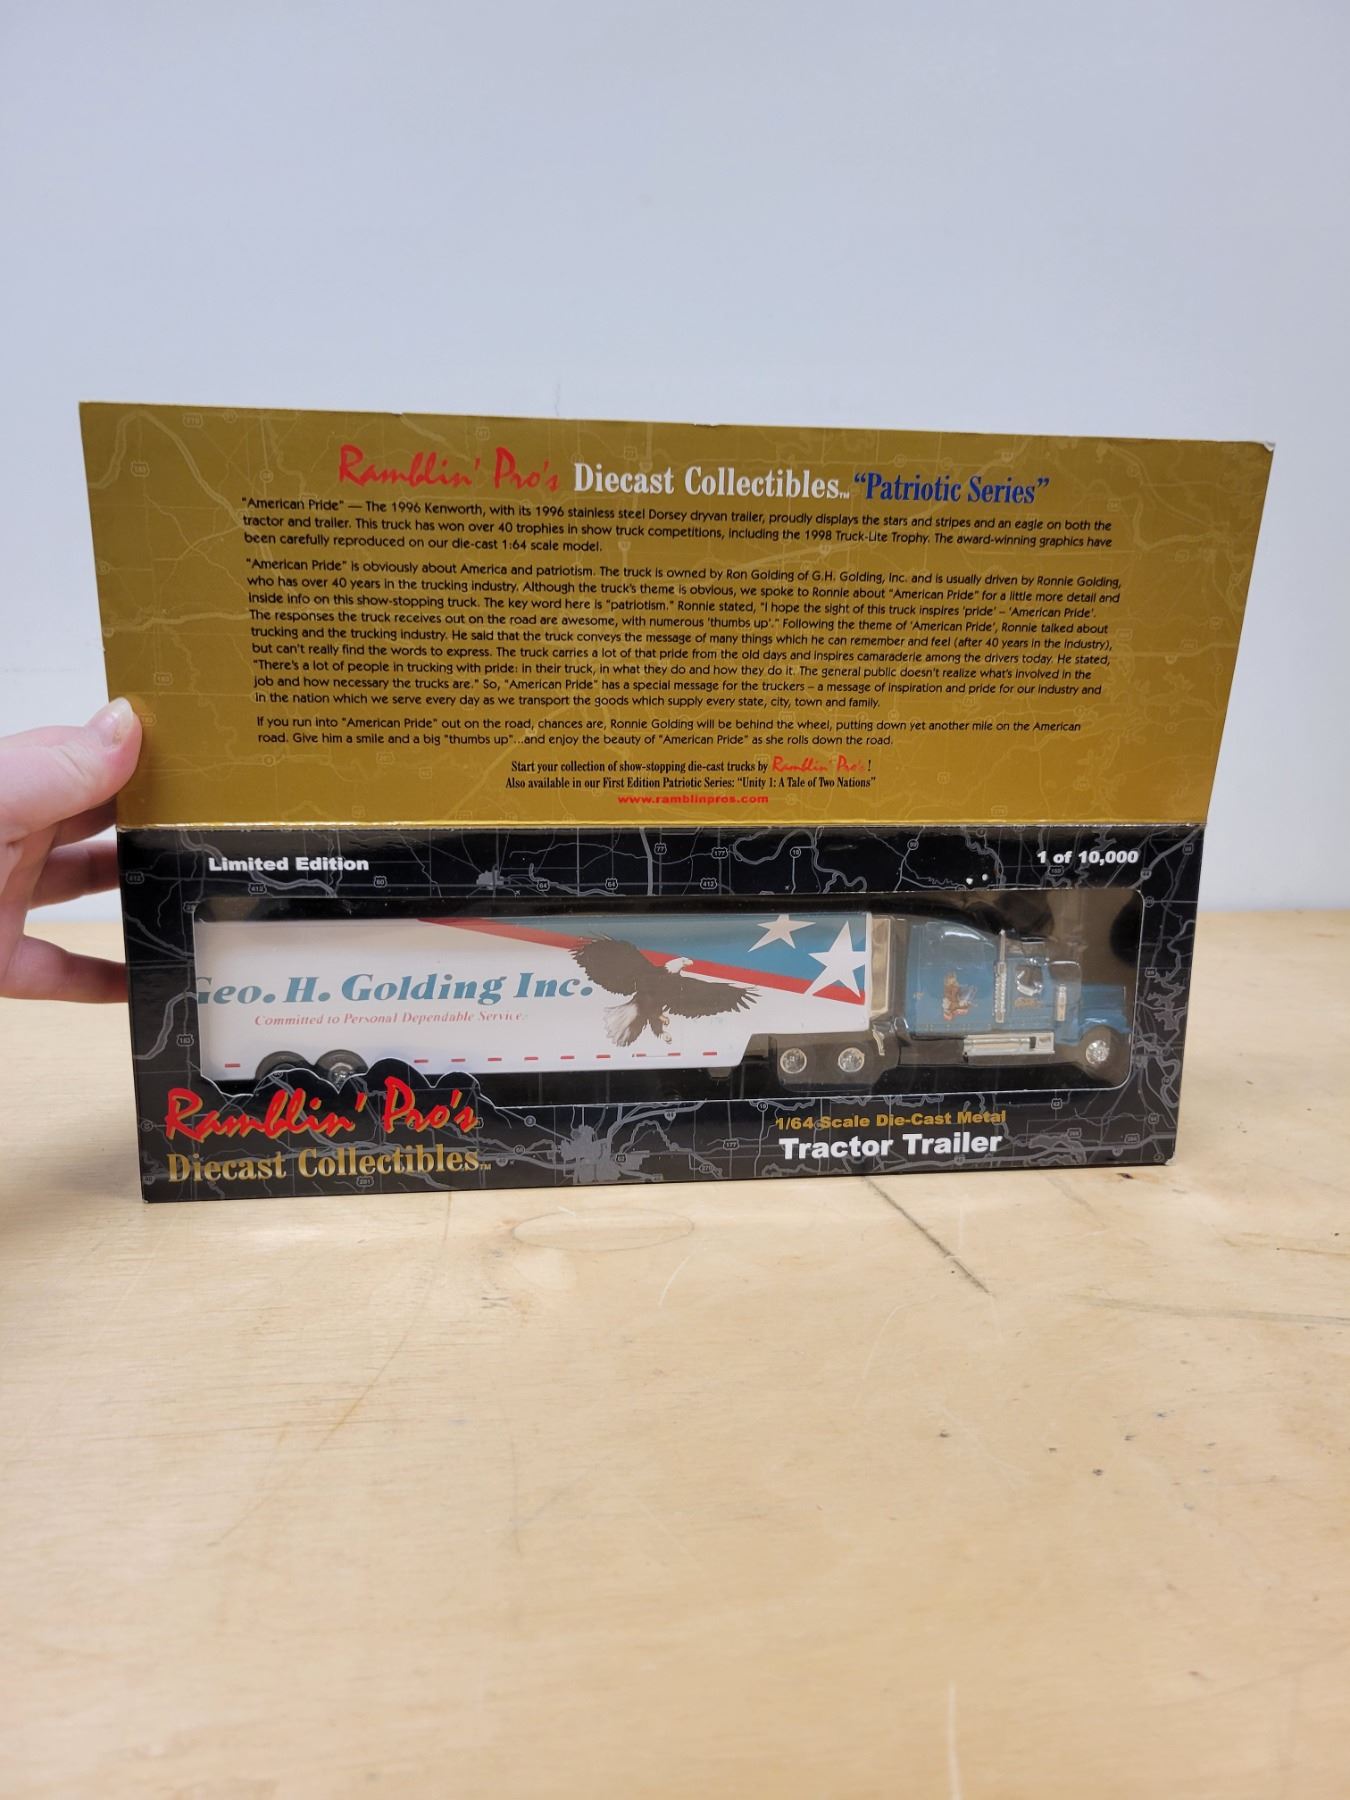 Ramblin' Pro's Diecast Collectibles™ "Patriotic Series"
"American Pride" — The 1996 Kenworth, with its 1996 stainless steel Dorsey dryvan trailer, proudly displays the stars and stripes and an eagle on both the
tractor and trailer. This truck has won over 40 trophies in show truck competitions, including the 1998 Truck-Lite Trophy. The award-winning graphics have
been carefully reproduced on our die-cast 1:64 scale model.
"American Pride" is obviously about America and patriotism. The truck is owned by Ron Golding of G.H. Golding, Inc. and is usually driven by Ronnie Golding,
who has over 40 years in the trucking industry. Although the truck's theme is obvious, we spoke to Ronnie about "American Pride" for a little more detail and
inside info on this show-stopping truck. The key word here is "patriotism." Ronnie stated, "I hope the sight of this truck inspires 'pride' – 'American Pride'.
The responses the truck receives out on the road are awesome, with numerous 'thumbs up'." Following the theme of 'American Pride', Ronnie talked about
trucking and the trucking industry. He said that the truck conveys the message of many things which he can remember and feel (after 40 years in the industry),
but can't really find the words to express. The truck carries a lot of that pride from the old days and inspires camaraderie among the drivers today. He stated,
"There's a lot of people in trucking with pride: in their truck, in what they do and how they do it. The general public doesn't realize what's involved in the
job and how necessary the trucks are." So, "American Pride" has a special message for the truckers – a message of inspiration and pride for our industry and
in the nation which we serve every day as we transport the goods which supply every state, city, town and family.
If you run into "American Pride" out on the road, chances are, Ronnie Golding will be behind the wheel, putting down yet another mile on the American
road. Give him a smile and a big "thumbs up"...and enjoy the beauty of "American Pride" as she rolls down the road.
Start your collection of show-stopping die-cast trucks by Ramblin' Pro's!
Also available in our First Edition Patriotic Series: "Unity 1: A Tale of Two Nations"
www.ramblinpros.com
Limited Edition
1 of 10,000
Geo. H. Golding Inc.
Committed to Personal Dependable Service.
Ramblin' Pro's
Diecast Collectibles™
1/64 Scale Die-Cast Metal
Tractor Trailer